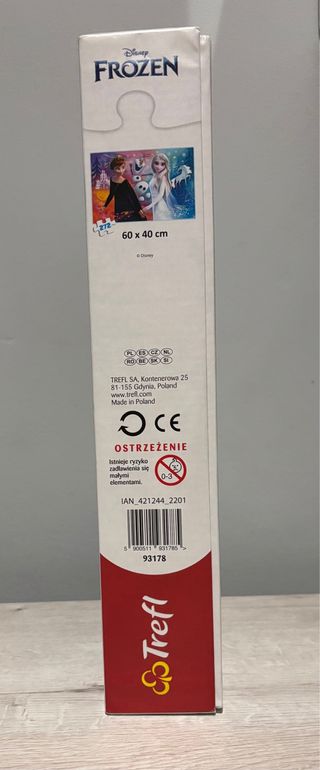 Disney
FROZEN
272
60 x 40 cm
© Disney
PL ES CZ NL
RO BE SK SI
TREFL SA, Kontenerowa 25
81-155 Gdynia, Poland
www.trefl.com
Made in Poland
CE
OSTRZEŻENIE
Istnieje ryzyko
zadławienia się
małymi
elementami.
0-3
IAN_421244_2201
5 900511 931785 >
93178
Trefl